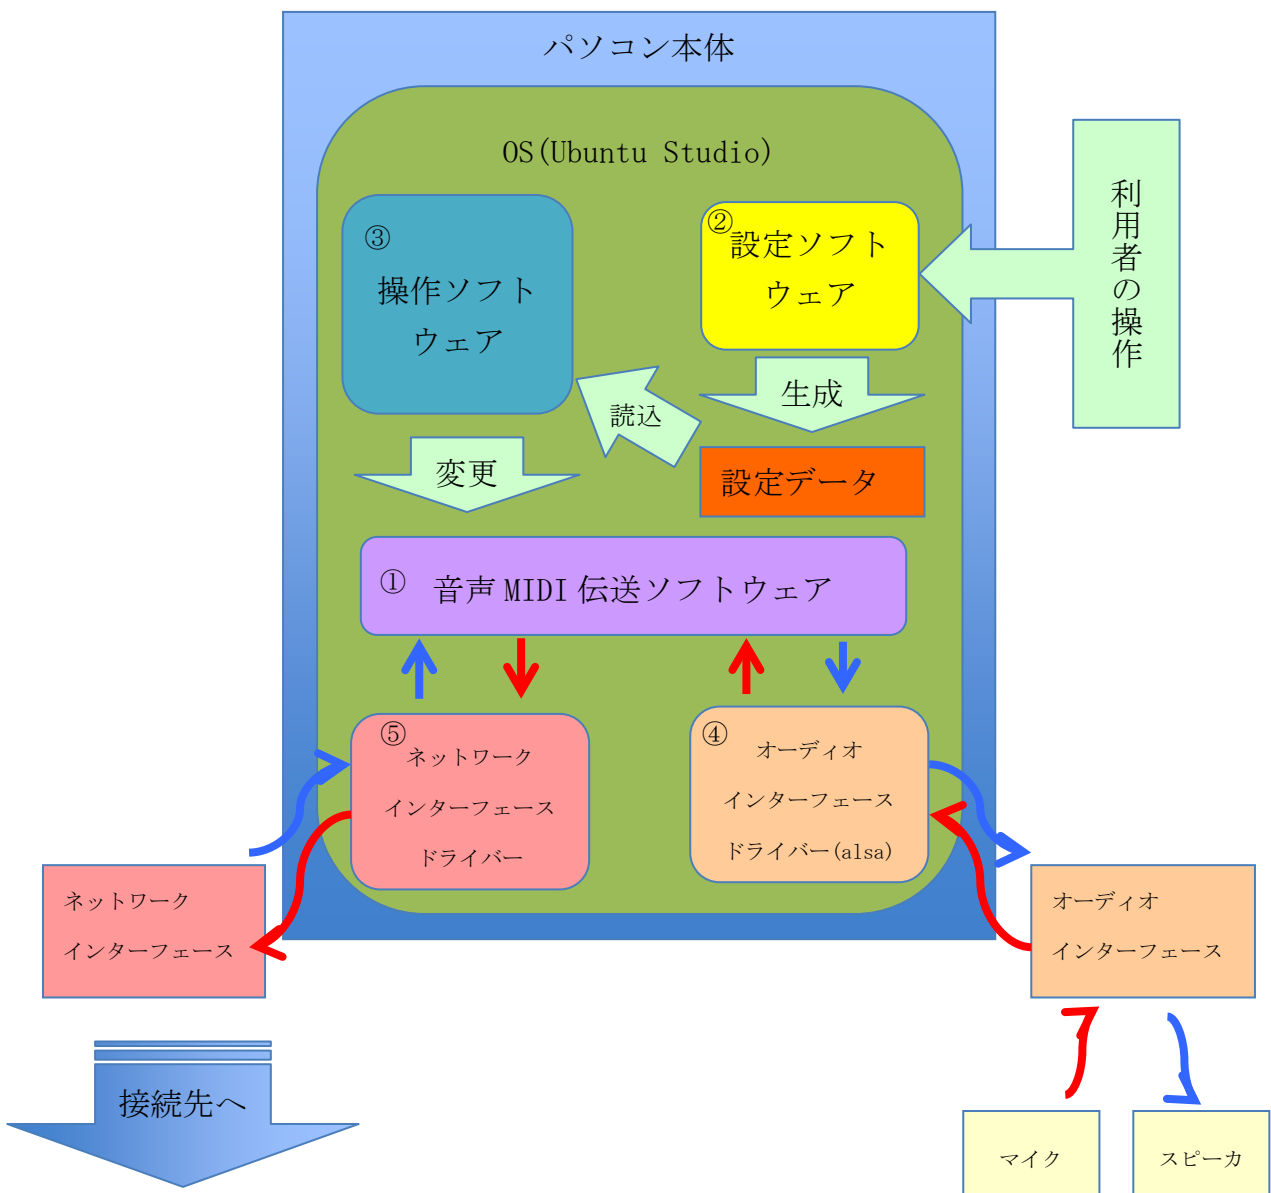 パソコン本体
OS(Ubuntu Studio)
③
操作ソフト
ウェア
②
設定ソフト
ウェア
利用者の操作
読込
生成
変更
設定データ
① 音声 MIDI 伝送ソフトウェア
⑤
ネットワーク
インターフェース
ドライバー
④
オーディオ
インターフェース
ドライバー(alsa)
ネットワーク
インターフェース
オーディオ
インターフェース
接続先へ
マイク
スピーカ